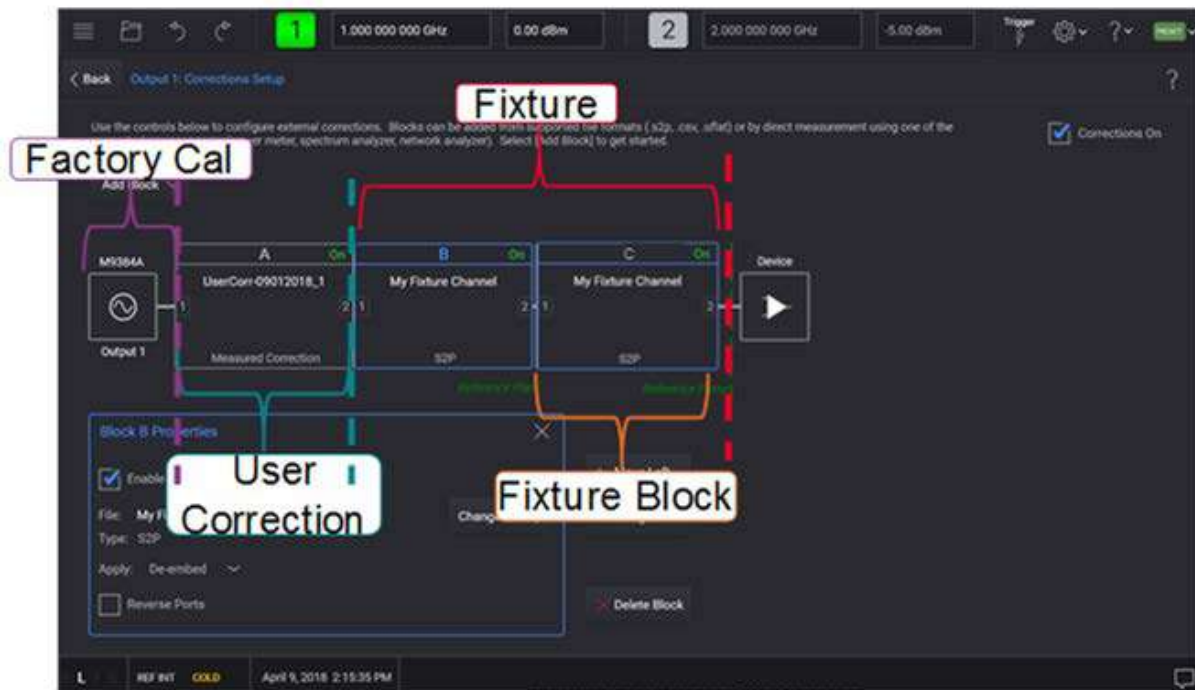 1
1.000 000 000 GHz
0.00 dBm
2
2.000 000 000 GHz
-5.00 dBm
Trigger
?
Back
Output 1: Corrections Setup
?
Fixture
Use the controls below to configure external corrections. Blocks can be added from supported file formats (.s2p, .csv, .uflat) or by direct measurement using one of the
meter, spectrum analyzer, network analyzer). Select [Add Block] to get started.
Corrections On
Factory Cal
Add Block
M9384A
A
On
B
On
C
On
Device
UserCorr-09012018_1
My Fixture Channel
My Fixture Channel
1
2
1
2
1
2
Output 1
Measured Correction
S2P
S2P
Reference
Reference
Block B Properties
User
Correction
Fixture Block
Enable
File:
My
Type: S2P
Apply: De-embed
Reverse Ports
Delete Block
L
REF INT
COLD
April 9, 2018 2:15:35 PM